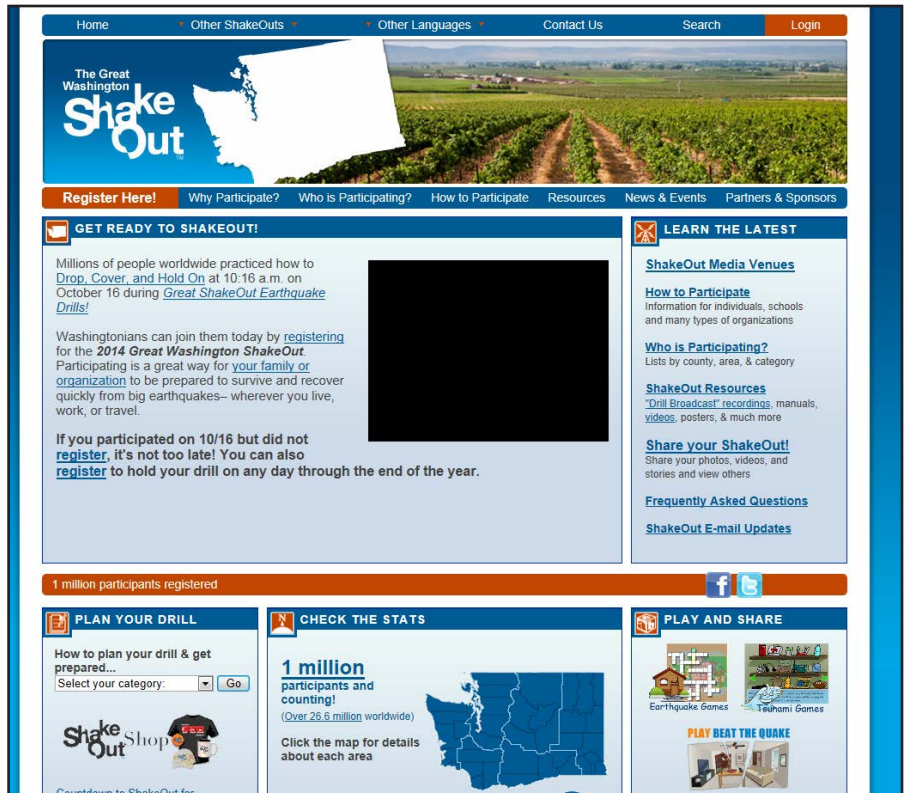 Home Other ShakeOuts Other Languages Contact Us Search Login
The Great
Washington
Shake
Out
TM
Register Here! Why Participate? Who is Participating? How to Participate Resources News & Events Partners & Sponsors
GET READY TO SHAKEOUT!
Millions of people worldwide practiced how to
Drop, Cover, and Hold On at 10:16 a.m. on
October 16 during Great ShakeOut Earthquake
Drills!
Washingtonians can join them today by registering
for the 2014 Great Washington ShakeOut.
Participating is a great way for your family or
organization to be prepared to survive and recover
quickly from big earthquakes– wherever you live,
work, or travel.
If you participated on 10/16 but did not
register, it's not too late! You can also
register to hold your drill on any day through the end of the year.
LEARN THE LATEST
ShakeOut Media Venues
How to Participate
Information for individuals, schools
and many types of organizations
Who is Participating?
Lists by county, area, & category
ShakeOut Resources
"Drill Broadcast" recordings, manuals,
videos, posters, & much more
Share your ShakeOut!
Share your photos, videos, and
stories and view others
Frequently Asked Questions
ShakeOut E-mail Updates
1 million participants registered
PLAN YOUR DRILL
How to plan your drill & get
prepared...
Select your category: Go
Shake
Out Shop
Countdown to ShakeOut for
CHECK THE STATS
1 million
participants and
counting!
(Over 26.6 million worldwide)
Click the map for details
about each area
PLAY AND SHARE
Earthquake Games Tsunami Games
PLAY BEAT THE QUAKE